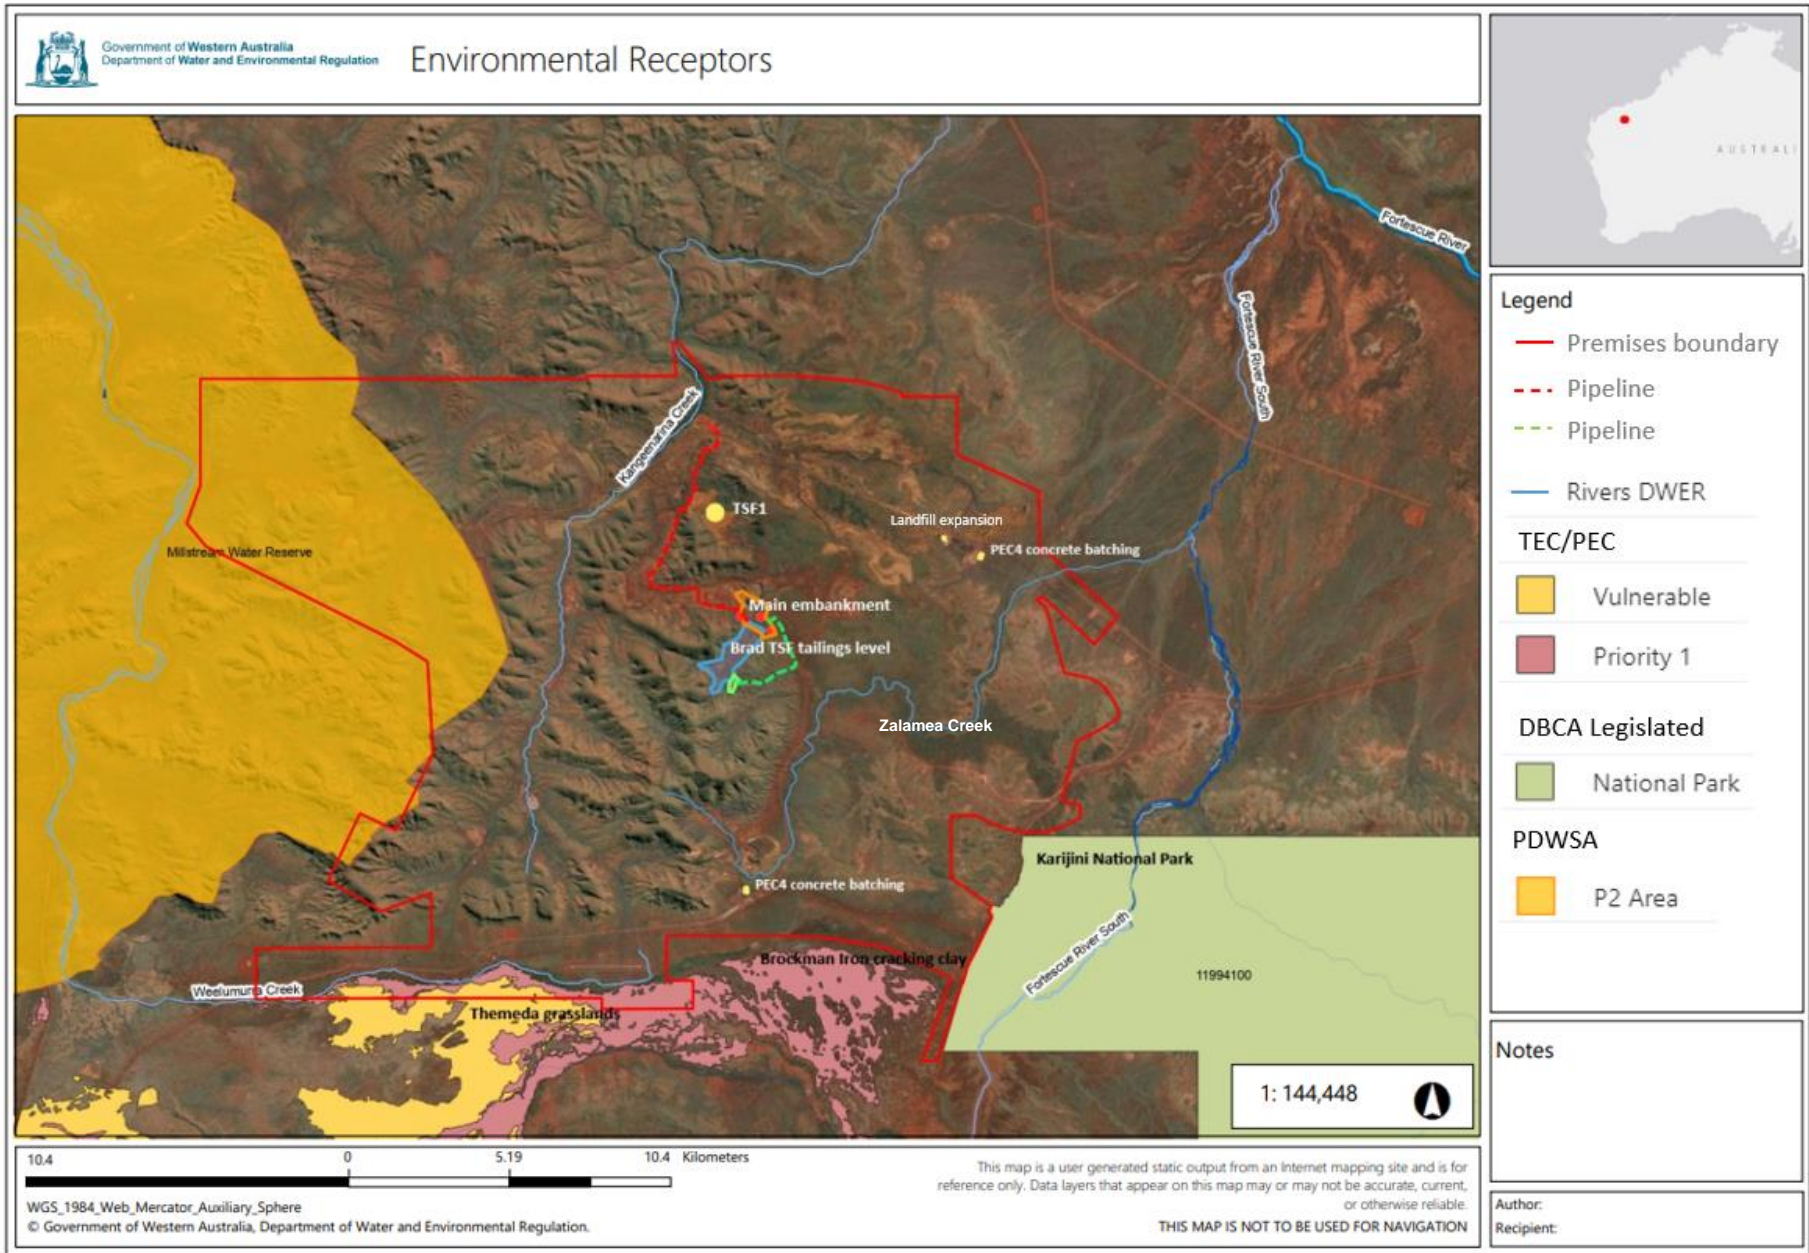 Government of Western Australia
Department of Water and Environmental Regulation
Environmental Receptors
AUSTRALI
Fortescue River
Fortescue River South
Kangeenarina Creek
TSF1
Landfill expansion
PEC4 concrete batching
Millstream Water Reserve
Main embankment
Brad TSF tailings level
Zalamea Creek
Karijini National Park
PEC4 concrete batching
Fortescue River South
Brockman Iron cracking clay
11994100
Weelumurra Creek
Themeda grasslands
1: 144,448
Legend
Premises boundary
Pipeline
Pipeline
Rivers DWER
TEC/PEC
Vulnerable
Priority 1
DBCA Legislated
National Park
PDWSA
P2 Area
Notes
Author:
Recipient:
10.4 0 5.19 10.4 Kilometers
WGS_1984_Web_Mercator_Auxiliary_Sphere
© Government of Western Australia, Department of Water and Environmental Regulation.
This map is a user generated static output from an Internet mapping site and is for
reference only. Data layers that appear on this map may or may not be accurate, current,
or otherwise reliable.
THIS MAP IS NOT TO BE USED FOR NAVIGATION